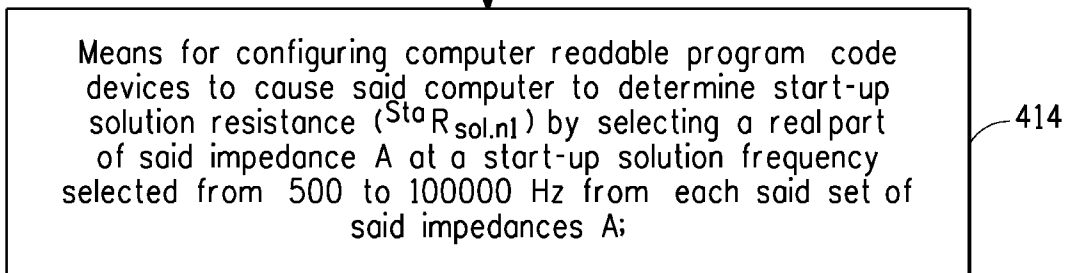 Means for configuring computer readable program code
devices to cause said computer to determine start-up
solution resistance (StaRsol.n1) by selecting a real part
of said impedance A at a start-up solution frequency
selected from 500 to 100000 Hz from each said set of
said impedances A;
414